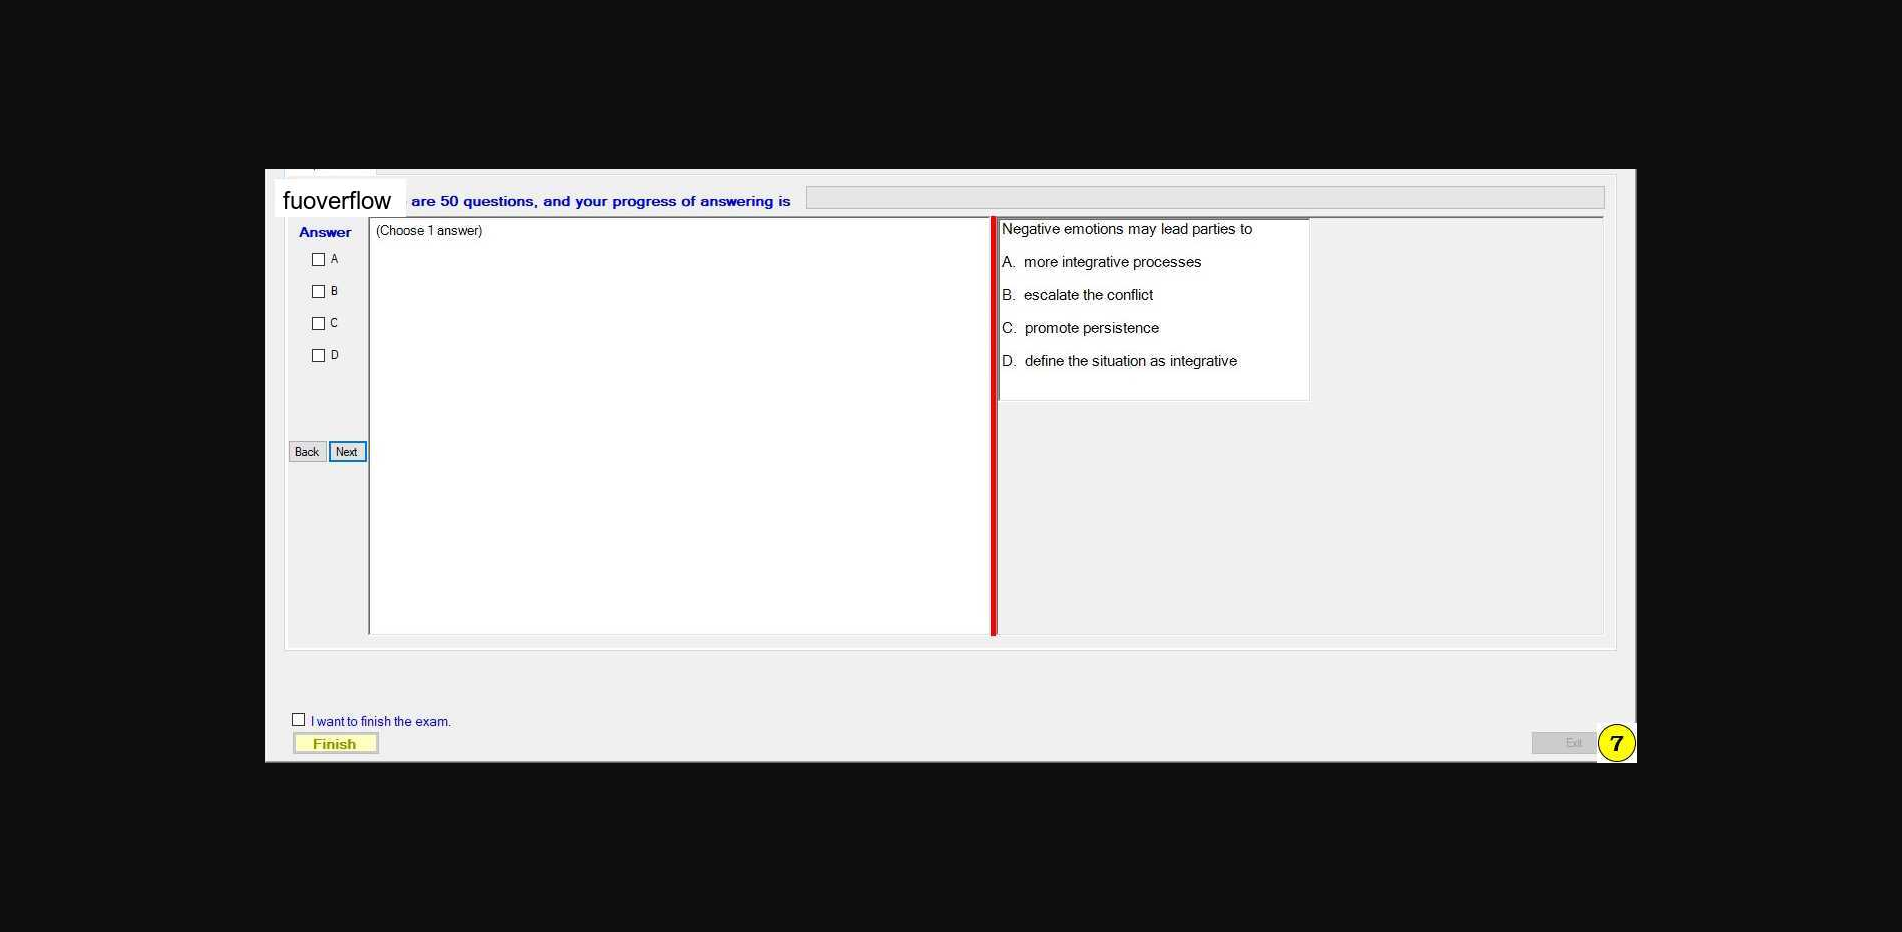 fuoverflow are 50 questions, and your progress of answering is
Answer
A
B
C
D
Back Next
(Choose 1 answer)
Negative emotions may lead parties to
A. more integrative processes
B. escalate the conflict
C. promote persistence
D. define the situation as integrative
I want to finish the exam.
Finish
Exit
7